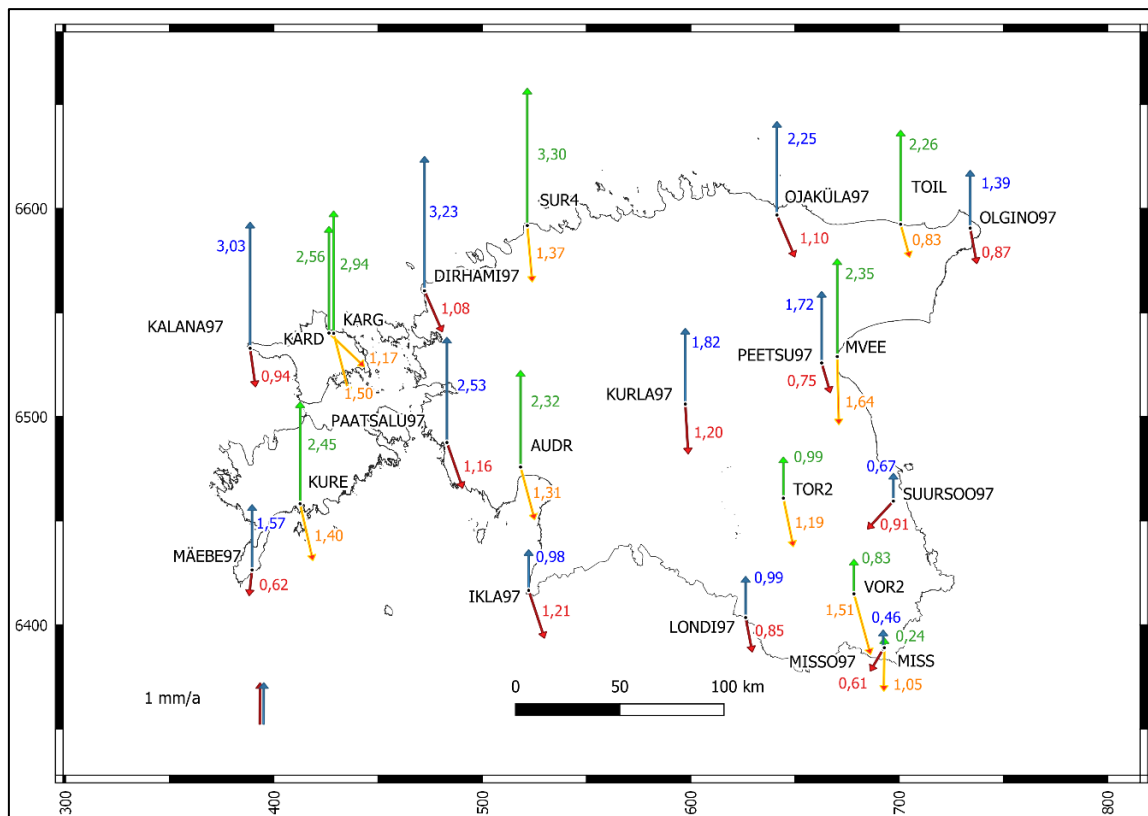 2,25
2,26
3,30
TOIL
1,39
SUR4
OJAKÜLA97
6600
OLGINO97
3,23
1,10
0,83
3,03
0,87
2,56
2,94
1,37
DIRHAMI97
2,35
1,08
1,72
KARG
KALANA97
KARD
MVEE
PEETSU97
1,82
1,17
2,53
0,94
0,75
KURLA97
1,50
2,32
1,64
6500
PAATSALU97
1,20
2,45
AUDR
1,16
0,99
0,67
KURE
TOR2
SUURSOO97
1,31
1,57
1,19
0,91
1,40
MÄEBE97
0,98
0,83
0,62
0,99
VOR2
IKLA97
1,21
1,51
0,46
6400
LONDI97
0,85
0,24
MISSO97
MISS
0,61
1,05
1 mm/a
0 50 100 km
300 400 500 600 700 800